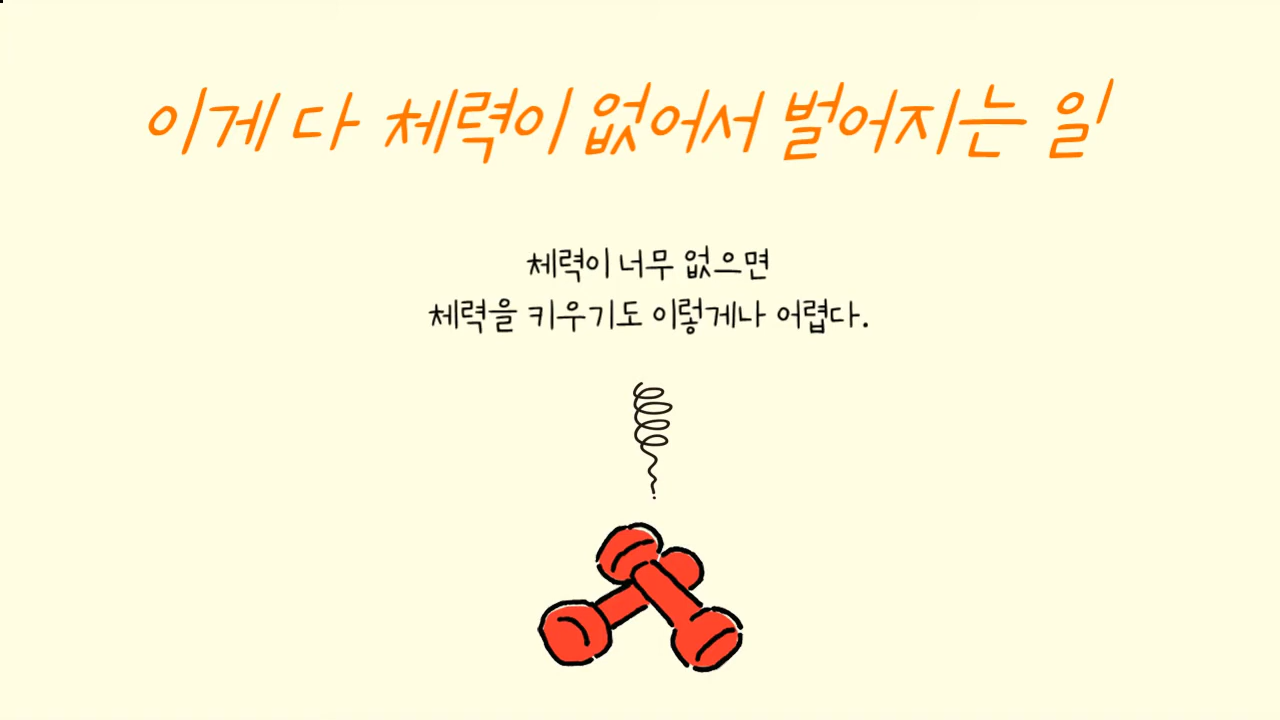 이게 다 체력이 없어서 벌어지는 일
체력이 너무 없으면
체력을 키우기도 이렇게나 어렵다.